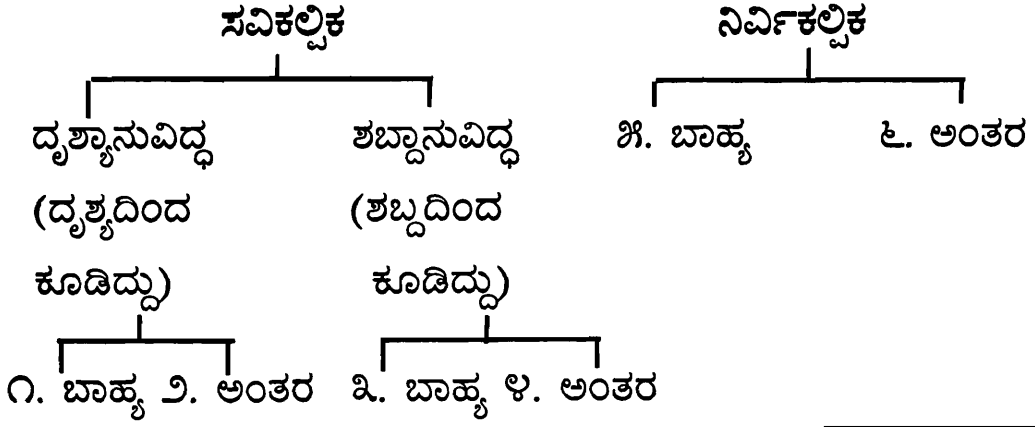 ಸವಿಕಲ್ಪಿಕ ನಿರ್ವಿಕಲ್ಪಿಕ
ದೃಶ್ಯಾನುವಿದ್ಧ ಶಬ್ದಾನುವಿದ್ಧ ೫. ಬಾಹ್ಯ ೬. ಅಂತರ
(ದೃಶ್ಯದಿಂದ (ಶಬ್ದದಿಂದ
ಕೂಡಿದ್ದು) ಕೂಡಿದ್ದು)
೧. ಬಾಹ್ಯ ೨. ಅಂತರ ೩. ಬಾಹ್ಯ ೪. ಅಂತರ